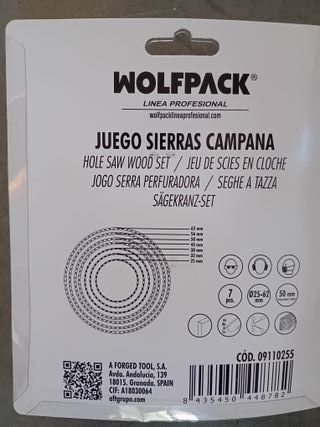 WOLFPACK®
LINEA PROFESIONAL
wolfpacklineaprofesional.com
JUEGO SIERRAS CAMPANA
HOLE SAW WOOD SET / JEU DE SCIES EN CLOCHE
JOGO SERRA PERFURADORA / SEGHE A TAZZA
SÄGEKRANZ-SET
62 mm
25 mm
7
pcs.
Ø25-62
mm
50 mm
CÓD. 09110255
A FORGED TOOL, S.A.
Avda. Andalucía, 139
18015. Granada. SPAIN
CIF: A18030064
aftgrupo.com
8 435450 448782